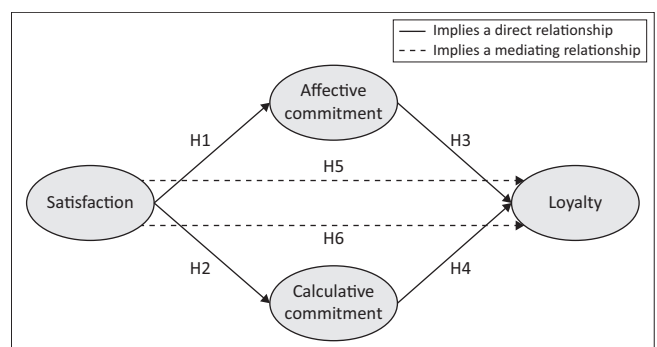 Implies a direct relationship
Implies a mediating relationship
Affective
commitment
H1
H3
H5
Satisfaction
Loyalty
H6
H2
H4
Calculative
commitment